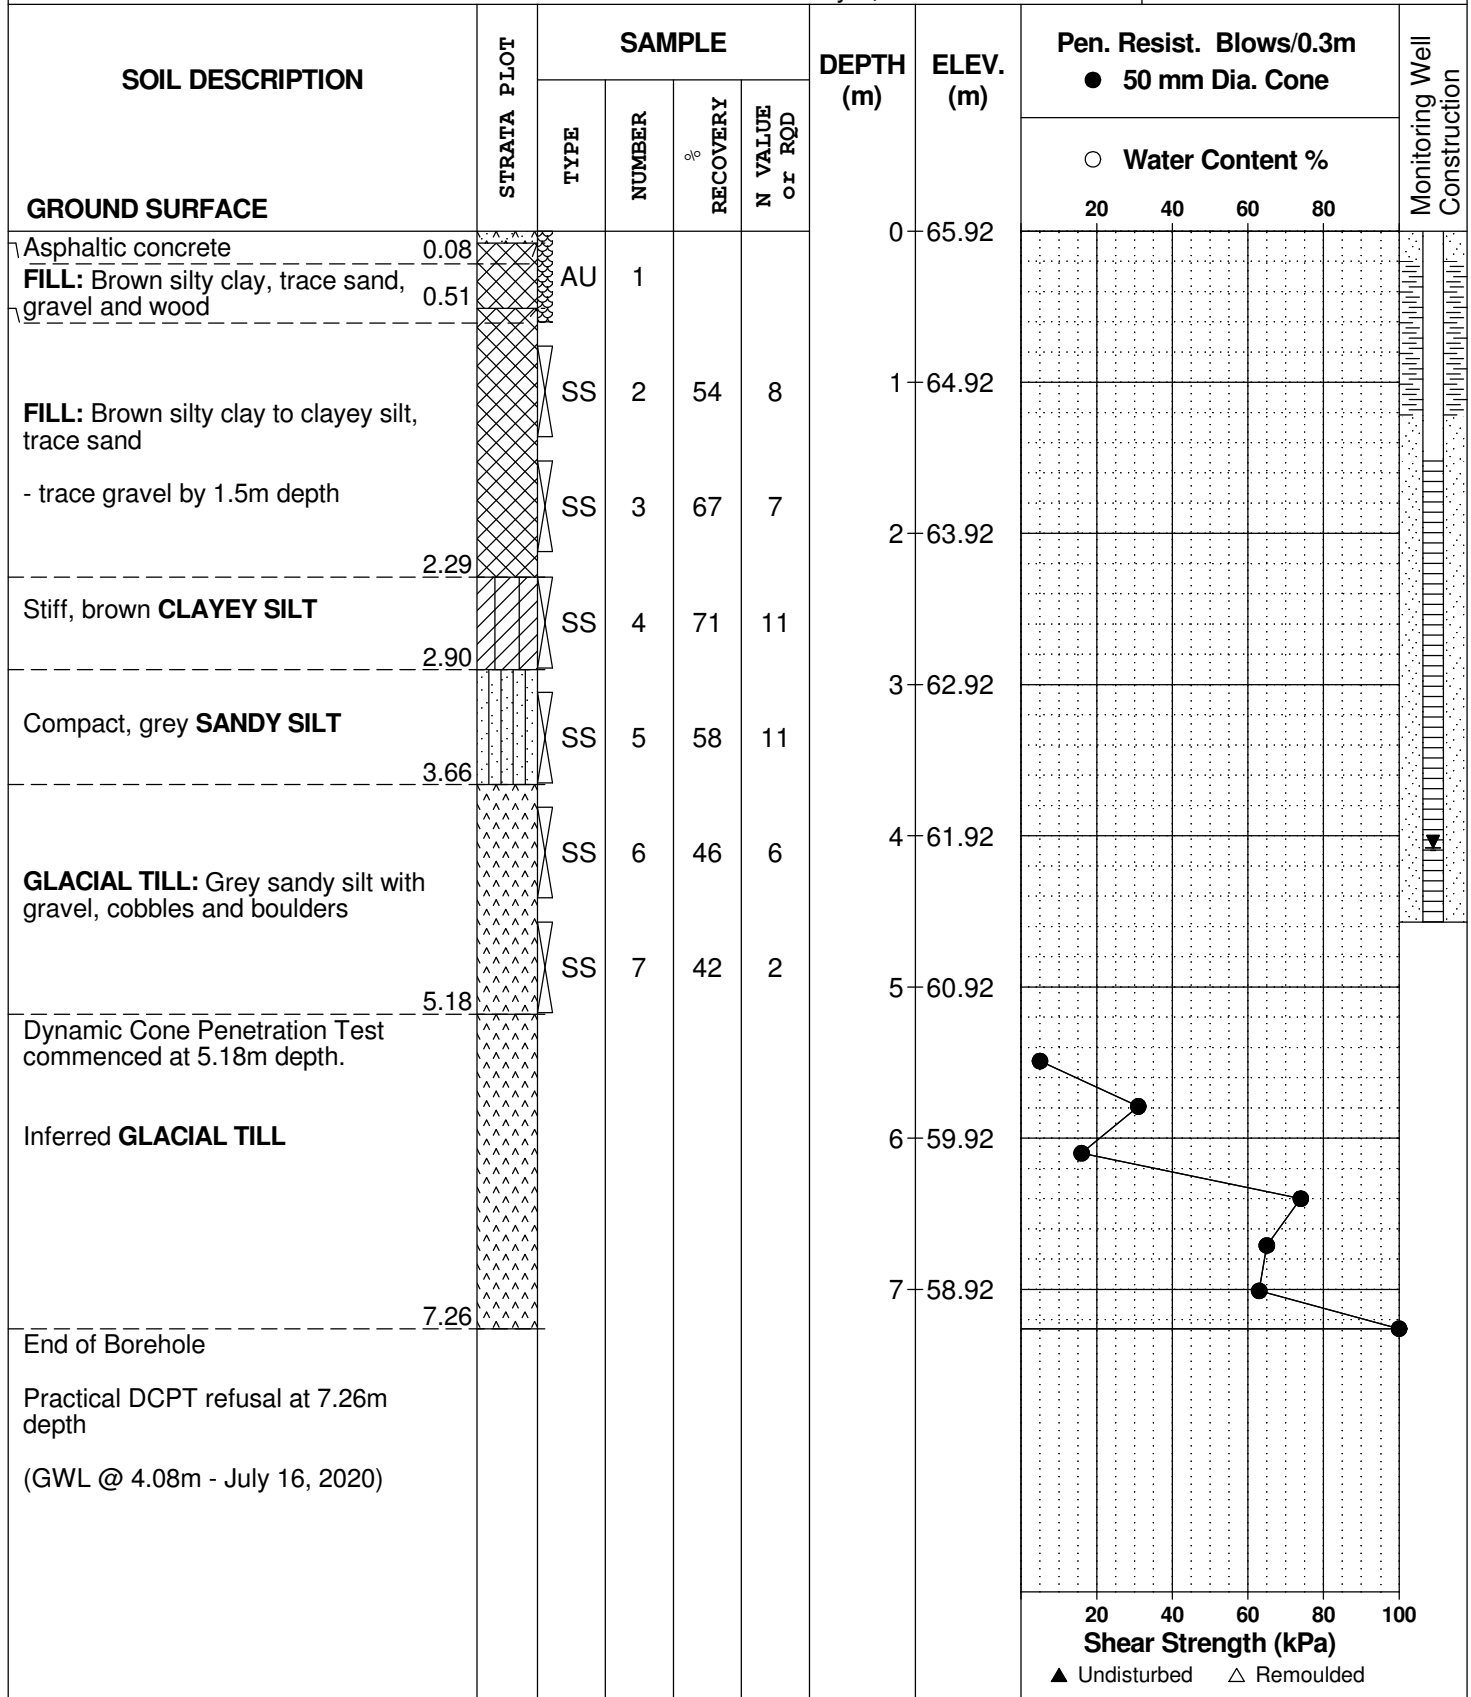 SOIL DESCRIPTION
GROUND SURFACE
STRATA PLOT
SAMPLE
TYPE
NUMBER
% RECOVERY
N VALUE
or RQD
DEPTH
(m)
ELEV.
(m)
Pen. Resist. Blows/0.3m
● 50 mm Dia. Cone
○ Water Content %
20 40 60 80
Monitoring Well
Construction
0 65.92
Asphaltic concrete 0.08
FILL: Brown silty clay, trace sand,
gravel and wood 0.51
AU 1
SS 2 54 8
1 64.92
FILL: Brown silty clay to clayey silt,
trace sand
- trace gravel by 1.5m depth
SS 3 67 7
2 63.92
2.29
Stiff, brown CLAYEY SILT
SS 4 71 11
2.90
3 62.92
Compact, grey SANDY SILT
SS 5 58 11
3.66
4 61.92
SS 6 46 6
GLACIAL TILL: Grey sandy silt with
gravel, cobbles and boulders
SS 7 42 2
5 60.92
5.18
Dynamic Cone Penetration Test
commenced at 5.18m depth.
Inferred GLACIAL TILL
6 59.92
7 58.92
7.26
End of Borehole
Practical DCPT refusal at 7.26m
depth
(GWL @ 4.08m - July 16, 2020)
20 40 60 80 100
Shear Strength (kPa)
▲ Undisturbed △ Remoulded